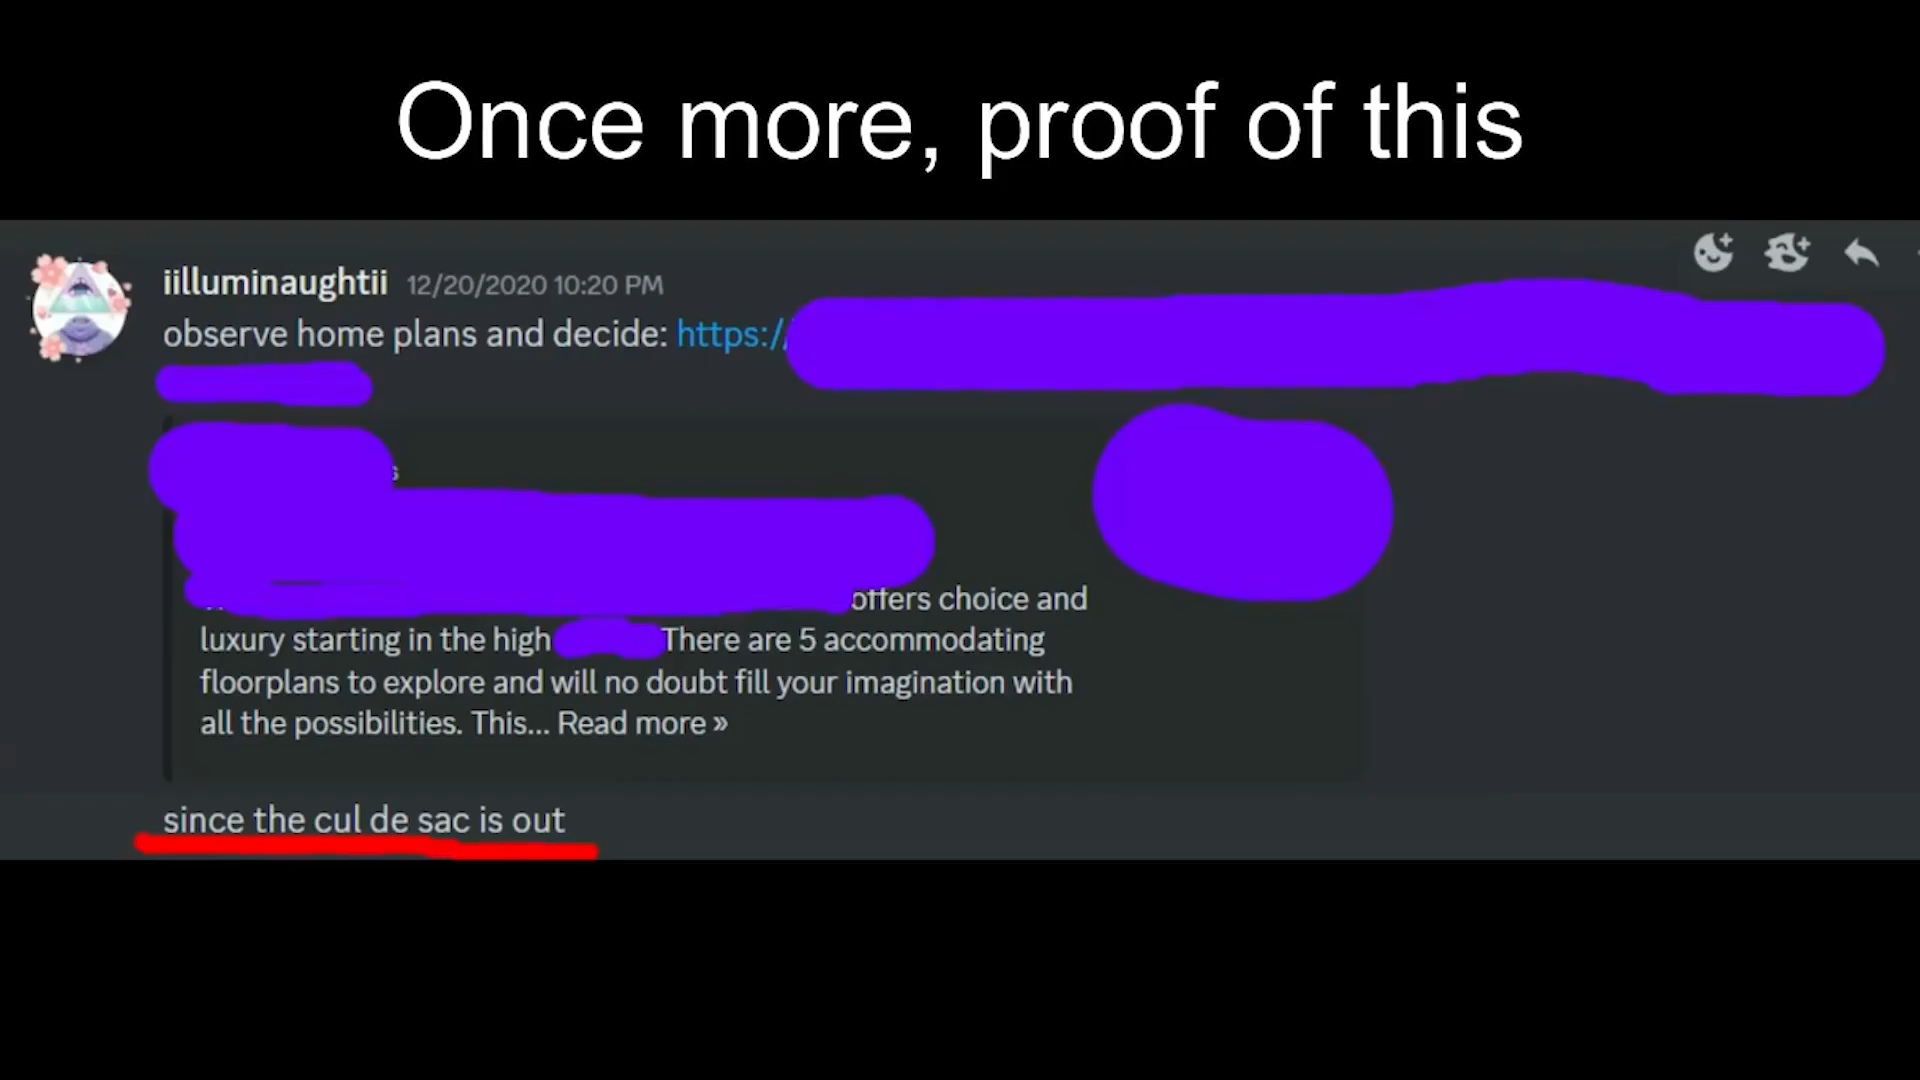 Once more, proof of this
iilluminaughtii 12/20/2020 10:20 PM
observe home plans and decide: https:/
offers choice and
luxury starting in the high There are 5 accommodating
floorplans to explore and will no doubt fill your imagination with
all the possibilities. This... Read more »
since the cul de sac is out